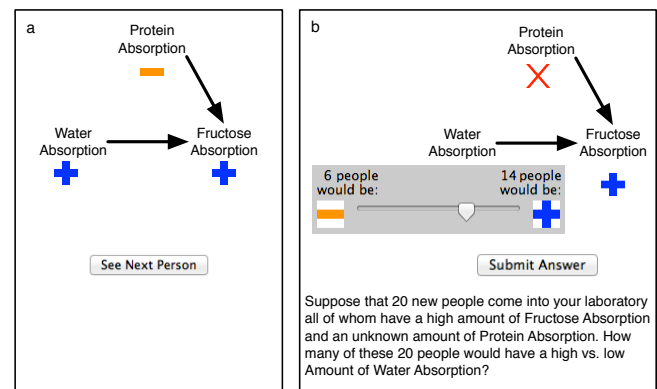 a
Protein
Absorption
Water
Absorption
Fructose
Absorption
See Next Person
b
Protein
Absorption
Water
Absorption
Fructose
Absorption
6 people
would be:
14 people
would be:
Submit Answer
Suppose that 20 new people come into your laboratory
all of whom have a high amount of Fructose Absorption
and an unknown amount of Protein Absorption. How
many of these 20 people would have a high vs. low
Amount of Water Absorption?